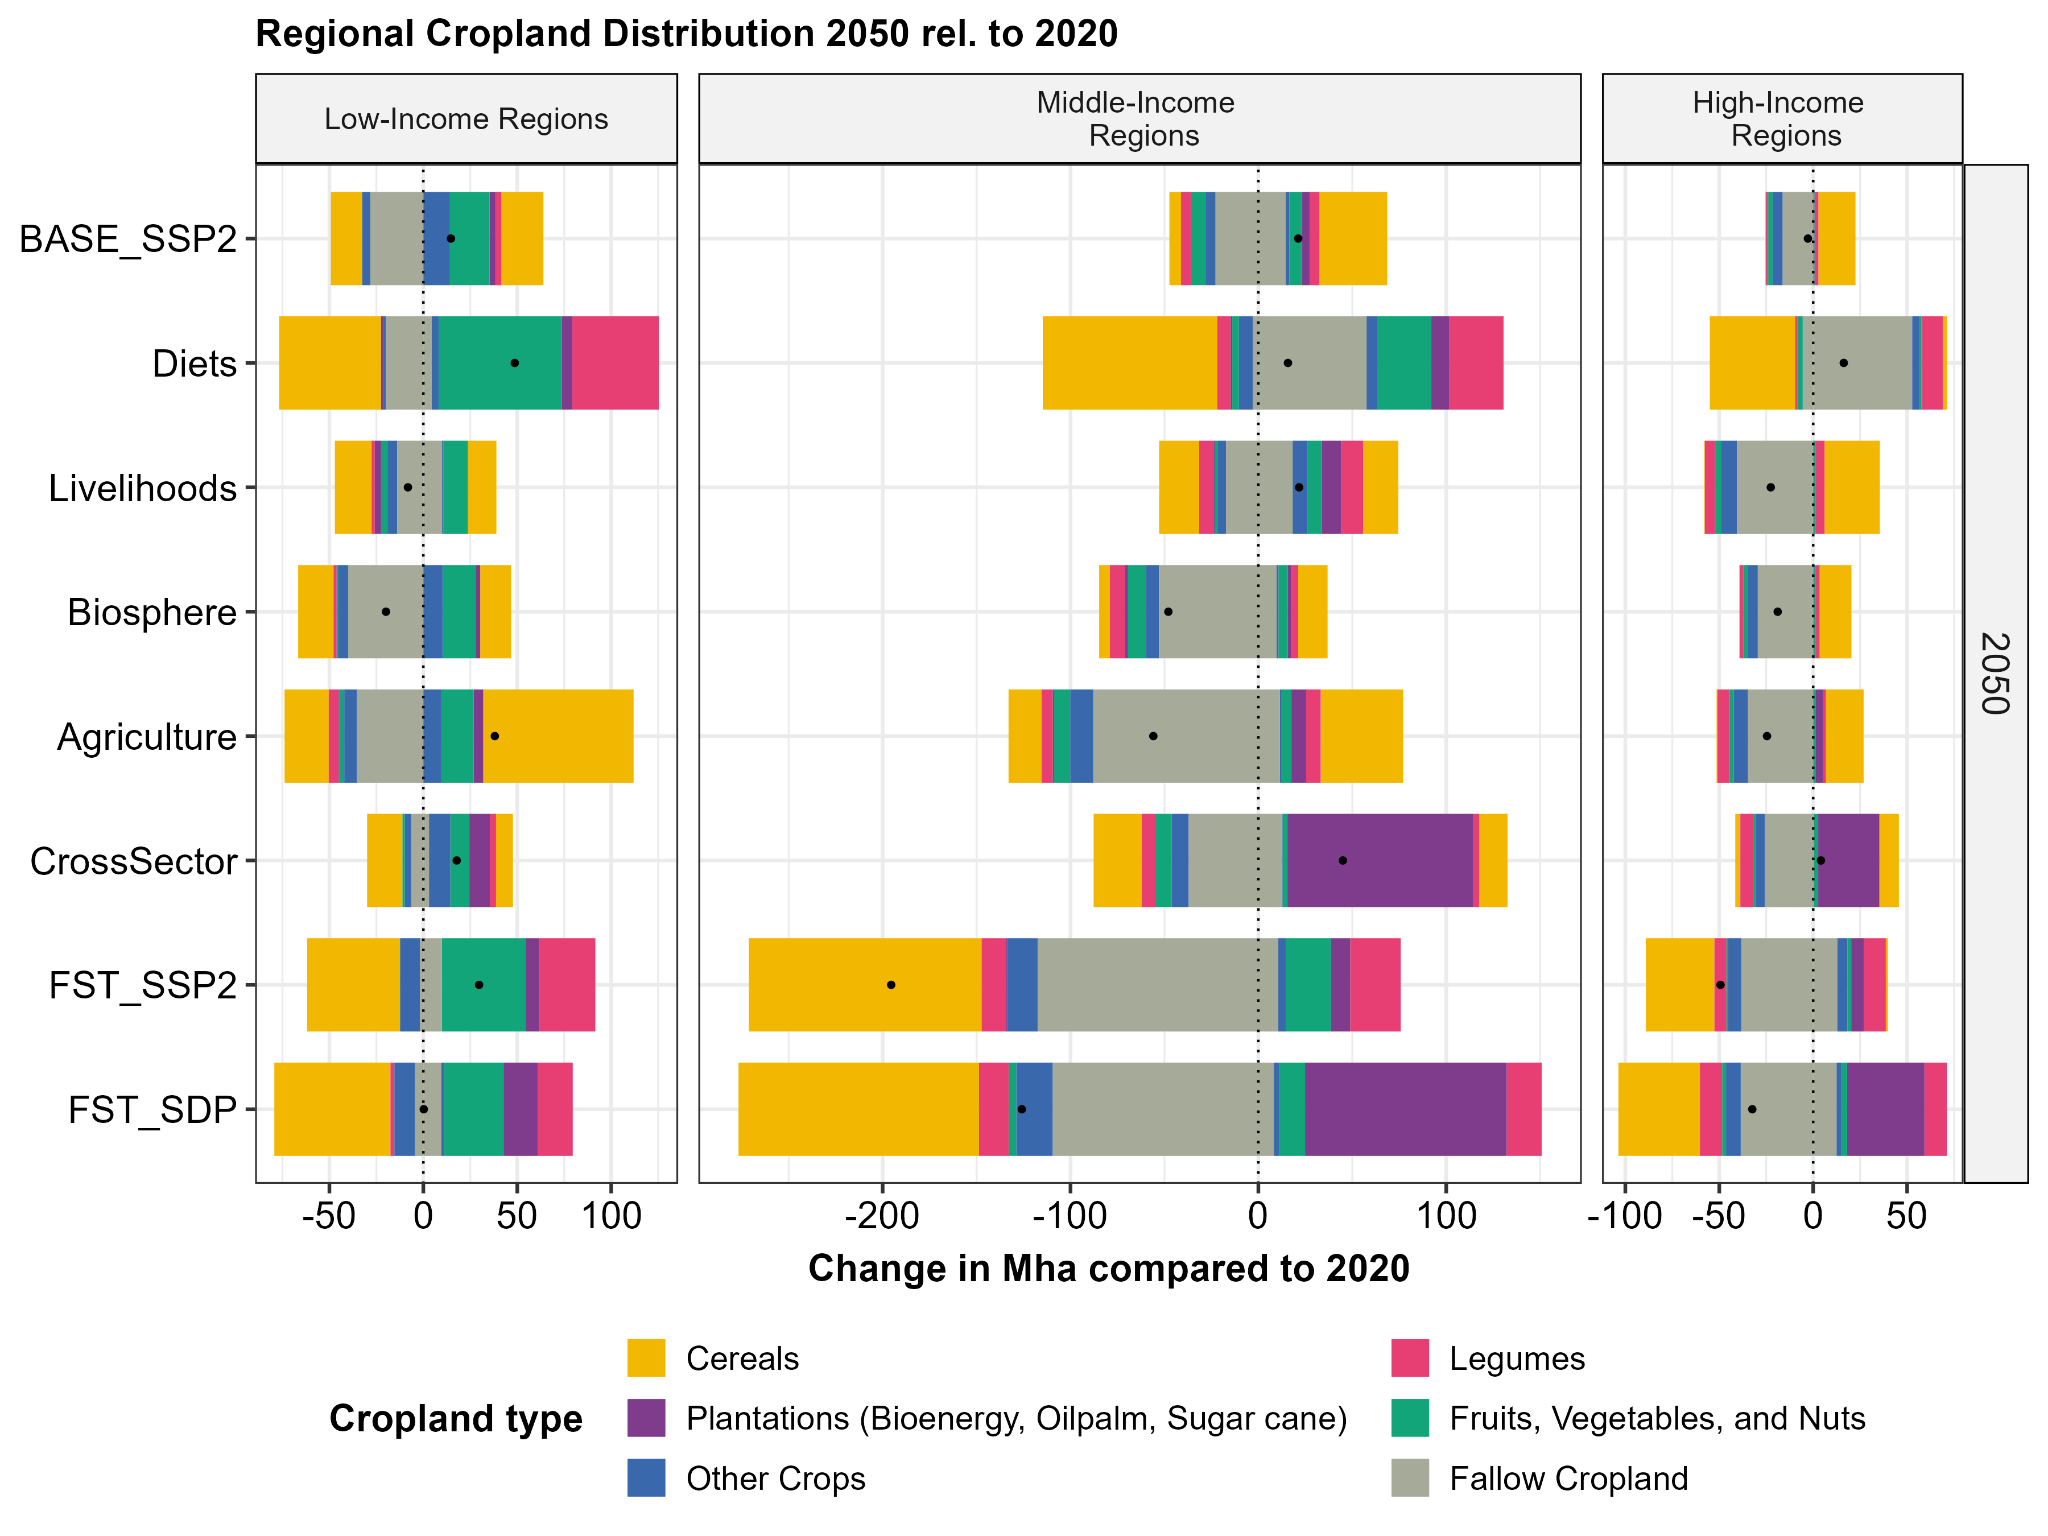 Regional Cropland Distribution 2050 rel. to 2020
Low-Income Regions
Middle-Income
Regions
High-Income
Regions
BASE_SSP2
Diets
Livelihoods
Biosphere
Agriculture
CrossSector
FST_SSP2
FST_SDP
2050
-50 0 50 100
-200 -100 0 100
-100 -50 0 50
Change in Mha compared to 2020
Cropland type
Cereals
Plantations (Bioenergy, Oilpalm, Sugar cane)
Other Crops
Legumes
Fruits, Vegetables, and Nuts
Fallow Cropland